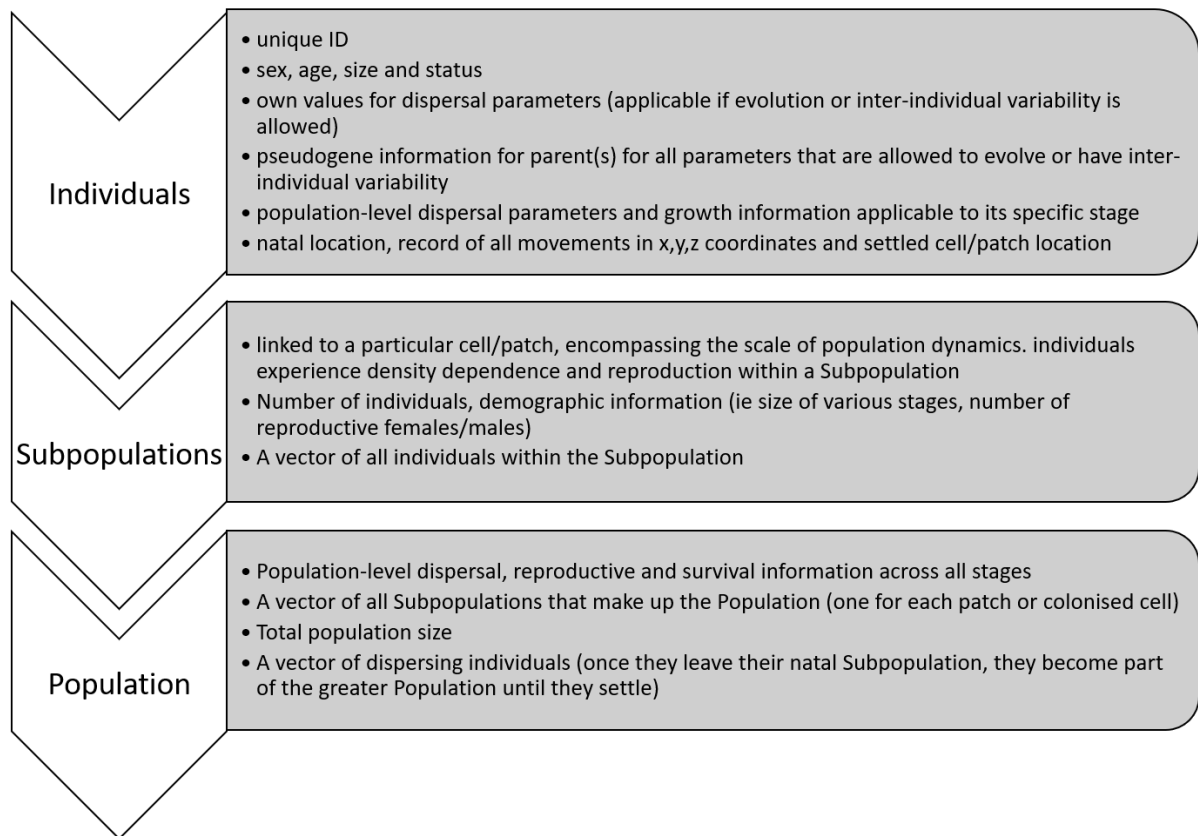 Individuals
• unique ID
• sex, age, size and status
• own values for dispersal parameters (applicable if evolution or inter-individual variability is
allowed)
• pseudogene information for parent(s) for all parameters that are allowed to evolve or have inter-
individual variability
• population-level dispersal parameters and growth information applicable to its specific stage
• natal location, record of all movements in x,y,z coordinates and settled cell/patch location
Subpopulations
• linked to a particular cell/patch, encompassing the scale of population dynamics. individuals
experience density dependence and reproduction within a Subpopulation
• Number of individuals, demographic information (ie size of various stages, number of
reproductive females/males)
• A vector of all individuals within the Subpopulation
Population
• Population-level dispersal, reproductive and survival information across all stages
• A vector of all Subpopulations that make up the Population (one for each patch or colonised cell)
• Total population size
• A vector of dispersing individuals (once they leave their natal Subpopulation, they become part
of the greater Population until they settle)